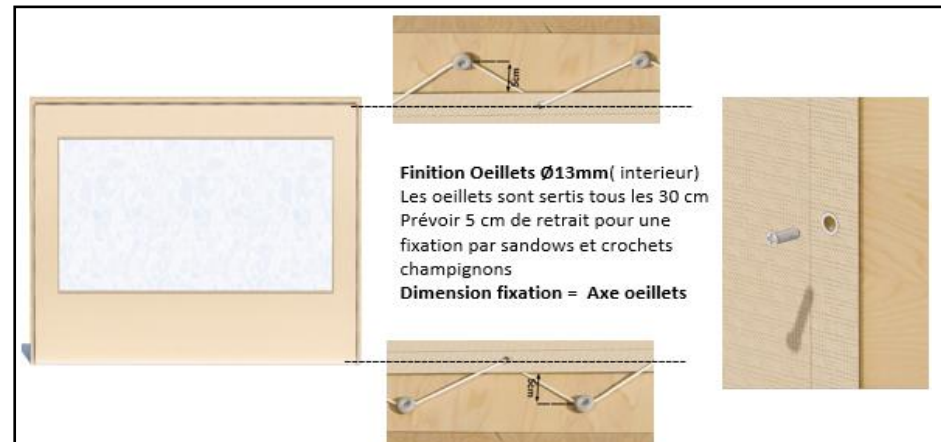 5cm
Finition Oeillets Ø13mm( interieur)
Les oeillets sont sertis tous les 30 cm
Prévoir 5 cm de retrait pour une
fixation par sandows et crochets
champignons
Dimension fixation = Axe oeillets
5cm